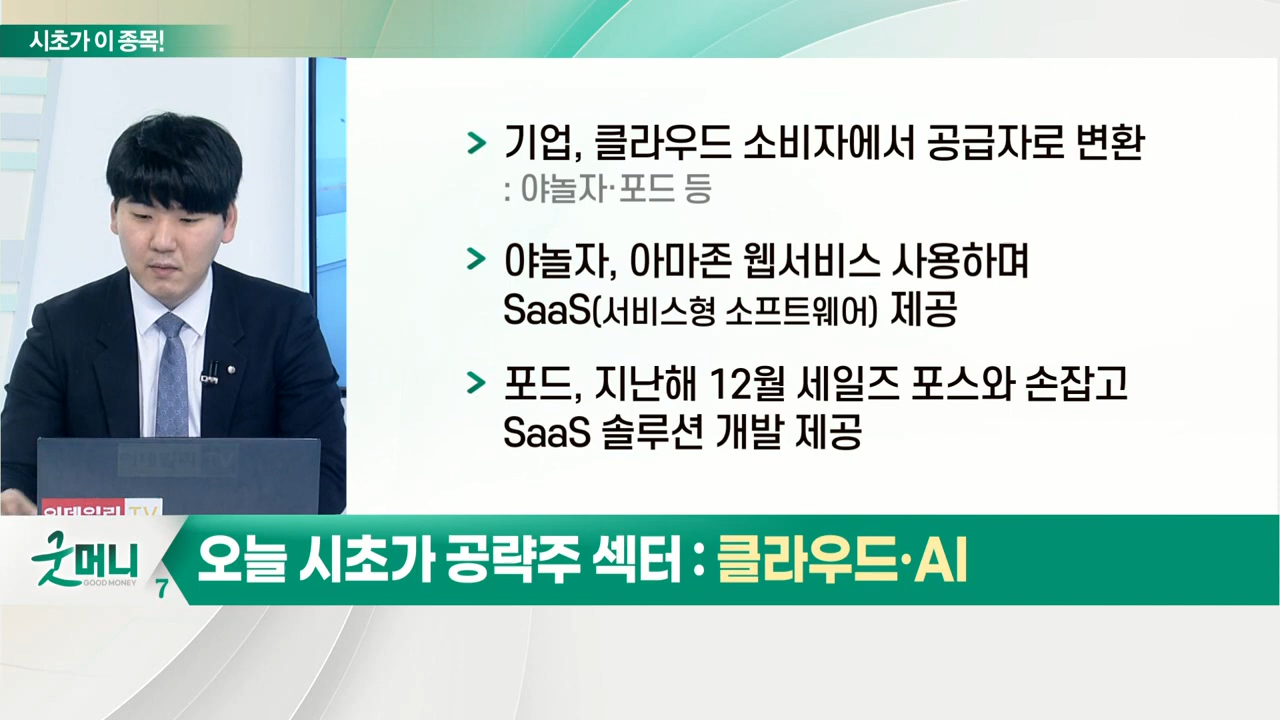 시초가 이 종목!
> 기업, 클라우드 소비자에서 공급자로 변환
: 야놀자·포드 등
> 야놀자, 아마존 웹서비스 사용하며
SaaS(서비스형 소프트웨어) 제공
> 포드, 지난해 12월 세일즈 포스와 손잡고
SaaS 솔루션 개발 제공
이데일리 TV
굿머니
GOOD MONEY
7
오늘 시초가 공략주 섹터 : 클라우드·AI